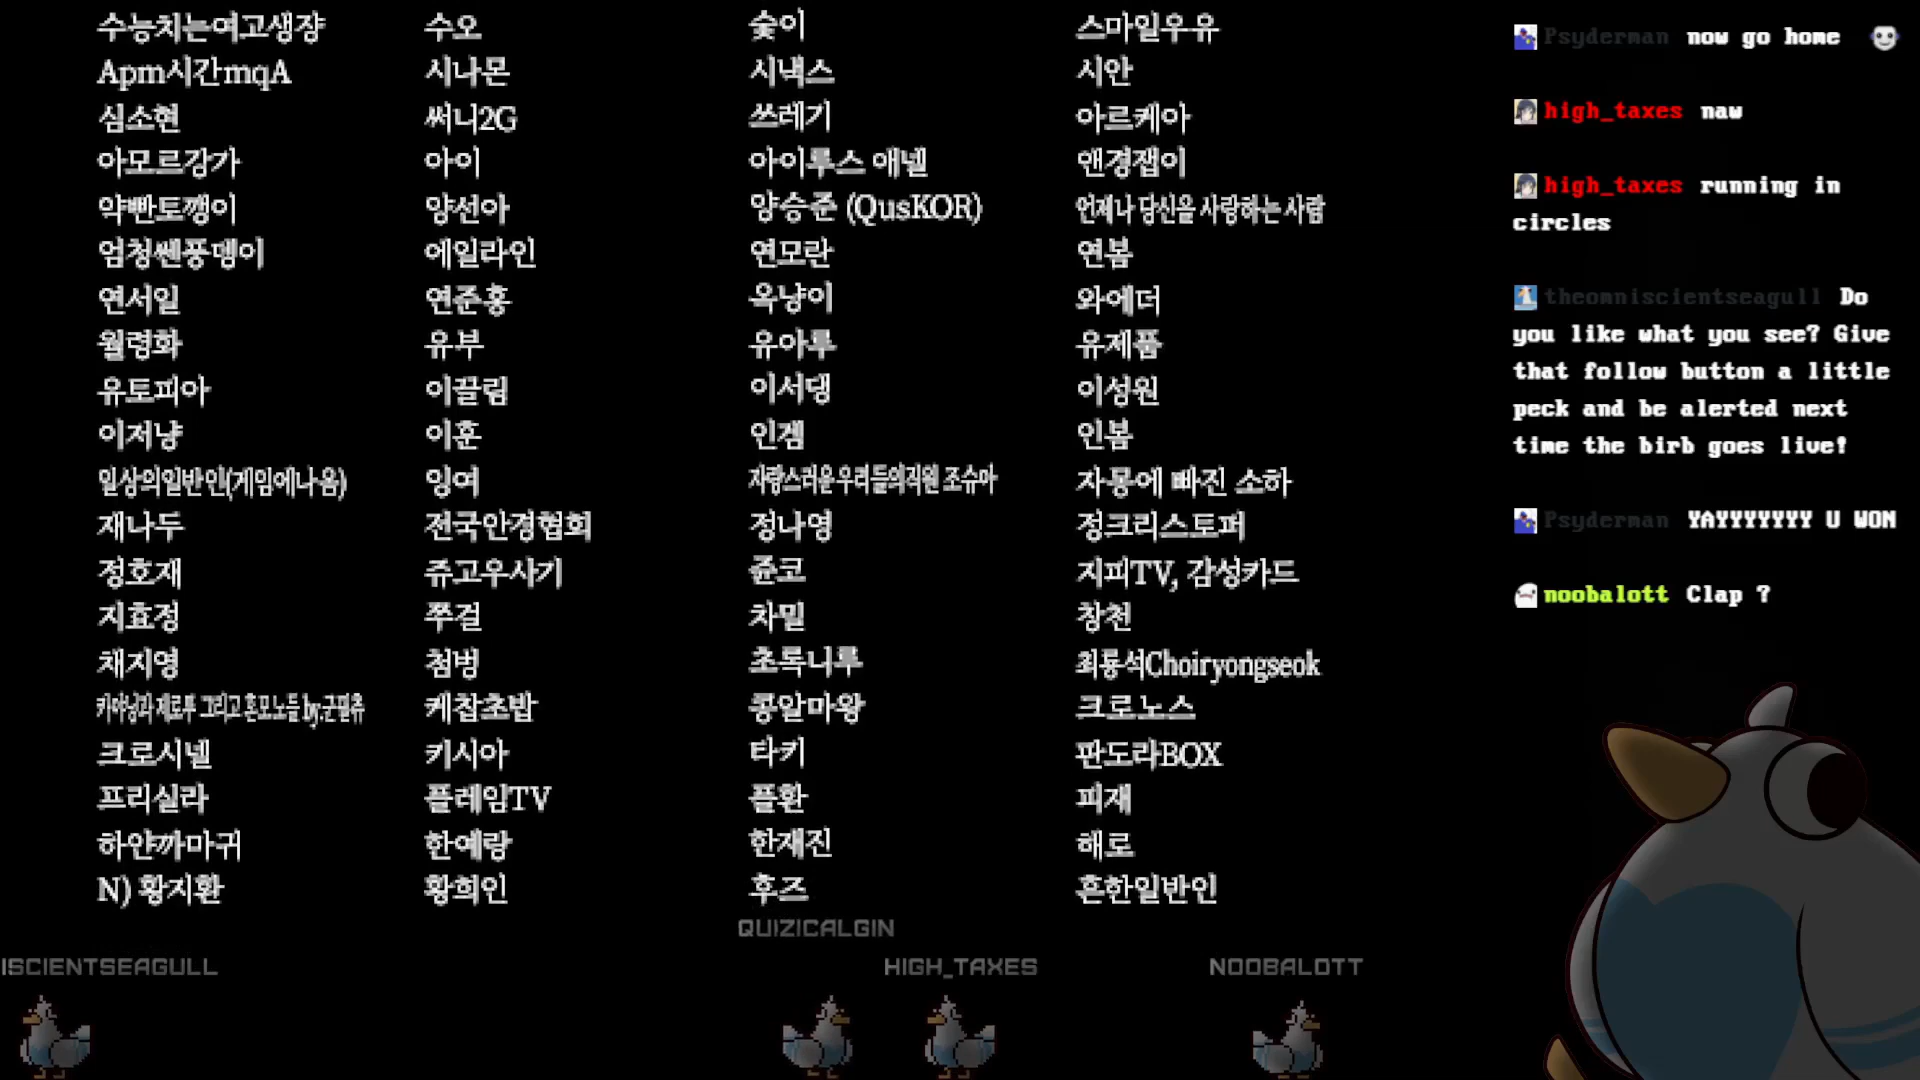 수능치는여고생쟝 수오 숯이 스마일우유
Apm시간mqA 시나몬 시낵스 시안
심소현 써니2G 쓰레기 아르케아
아모르강가 아이 아이루스 애넬 앤경잽이
약빤토깽이 양선아 양승준 (QusKOR) 언제나 당신을 사랑하는 사람
엄청쎈풍뎅이 에일라인 연모란 연봄
연서일 연준흥 옥냥이 와에더
월령화 유부 유아루 유제품
유토피아 이끌림 이서댕 이성원
이저냥 이훈 인겜 인봄
일상의일반인(게임에나옴) 잉여 자랑스러운우리들의직원 조슈아 자몽에 빠진 소하
재나두 전국안경협회 정나영 정크리스토퍼
정호재 쥬고우사기 쥰코 지피TV, 감성카드
지효정 쭈걸 차밀 창천
채지영 첨벙 초록니루 최룡석Choiryongseok
케찹초밥 콩알마왕 크로노스
크로시넬 키시아 타키 판도라BOX
프리실라 플레임TV 플환 피재
하얀까마귀 한예랑 한재진 해로
N) 황지환 황희인 후즈 흔한일반인
Psyderman now go home
high_taxes naw
high_taxes running in
circles
theomniscientseagull Do
you like what you see? Give
that follow button a little
peck and be alerted next
time the birb goes live!
Psyderman YAYYYYYYY U WON
noobalott Clap ?
QUIZICALGIN
ISCIENTSEAGULL HIGH_TAXES NOOBALOTT